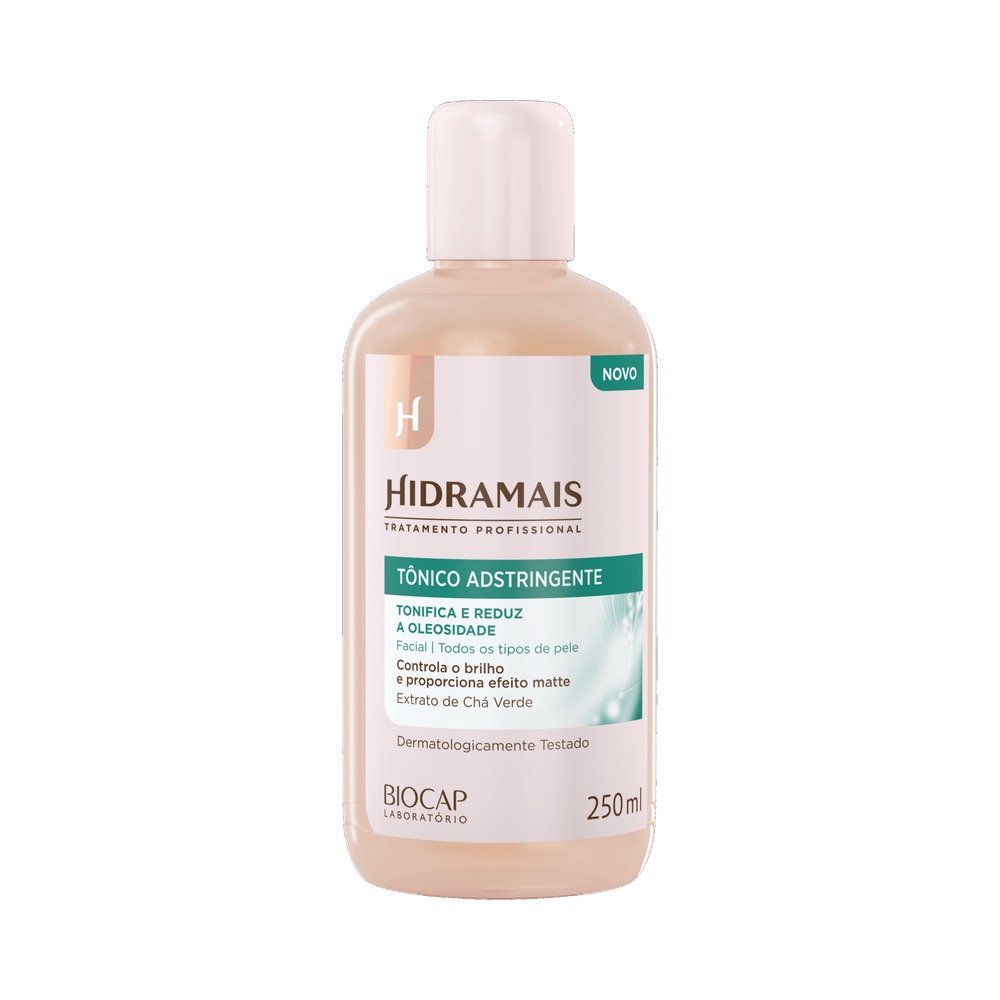 NOVO
H
HIDRAMAIS
TRATAMENTO PROFISSIONAL
TÔNICO ADSTRINGENTE
TONIFICA E REDUZ
A OLEOSIDADE
Facial | Todos os tipos de pele
Controla o brilho
e proporciona efeito matte
Extrato de Chá Verde
Dermatologicamente Testado
BIOCAP
LABORATÓRIO
250ml